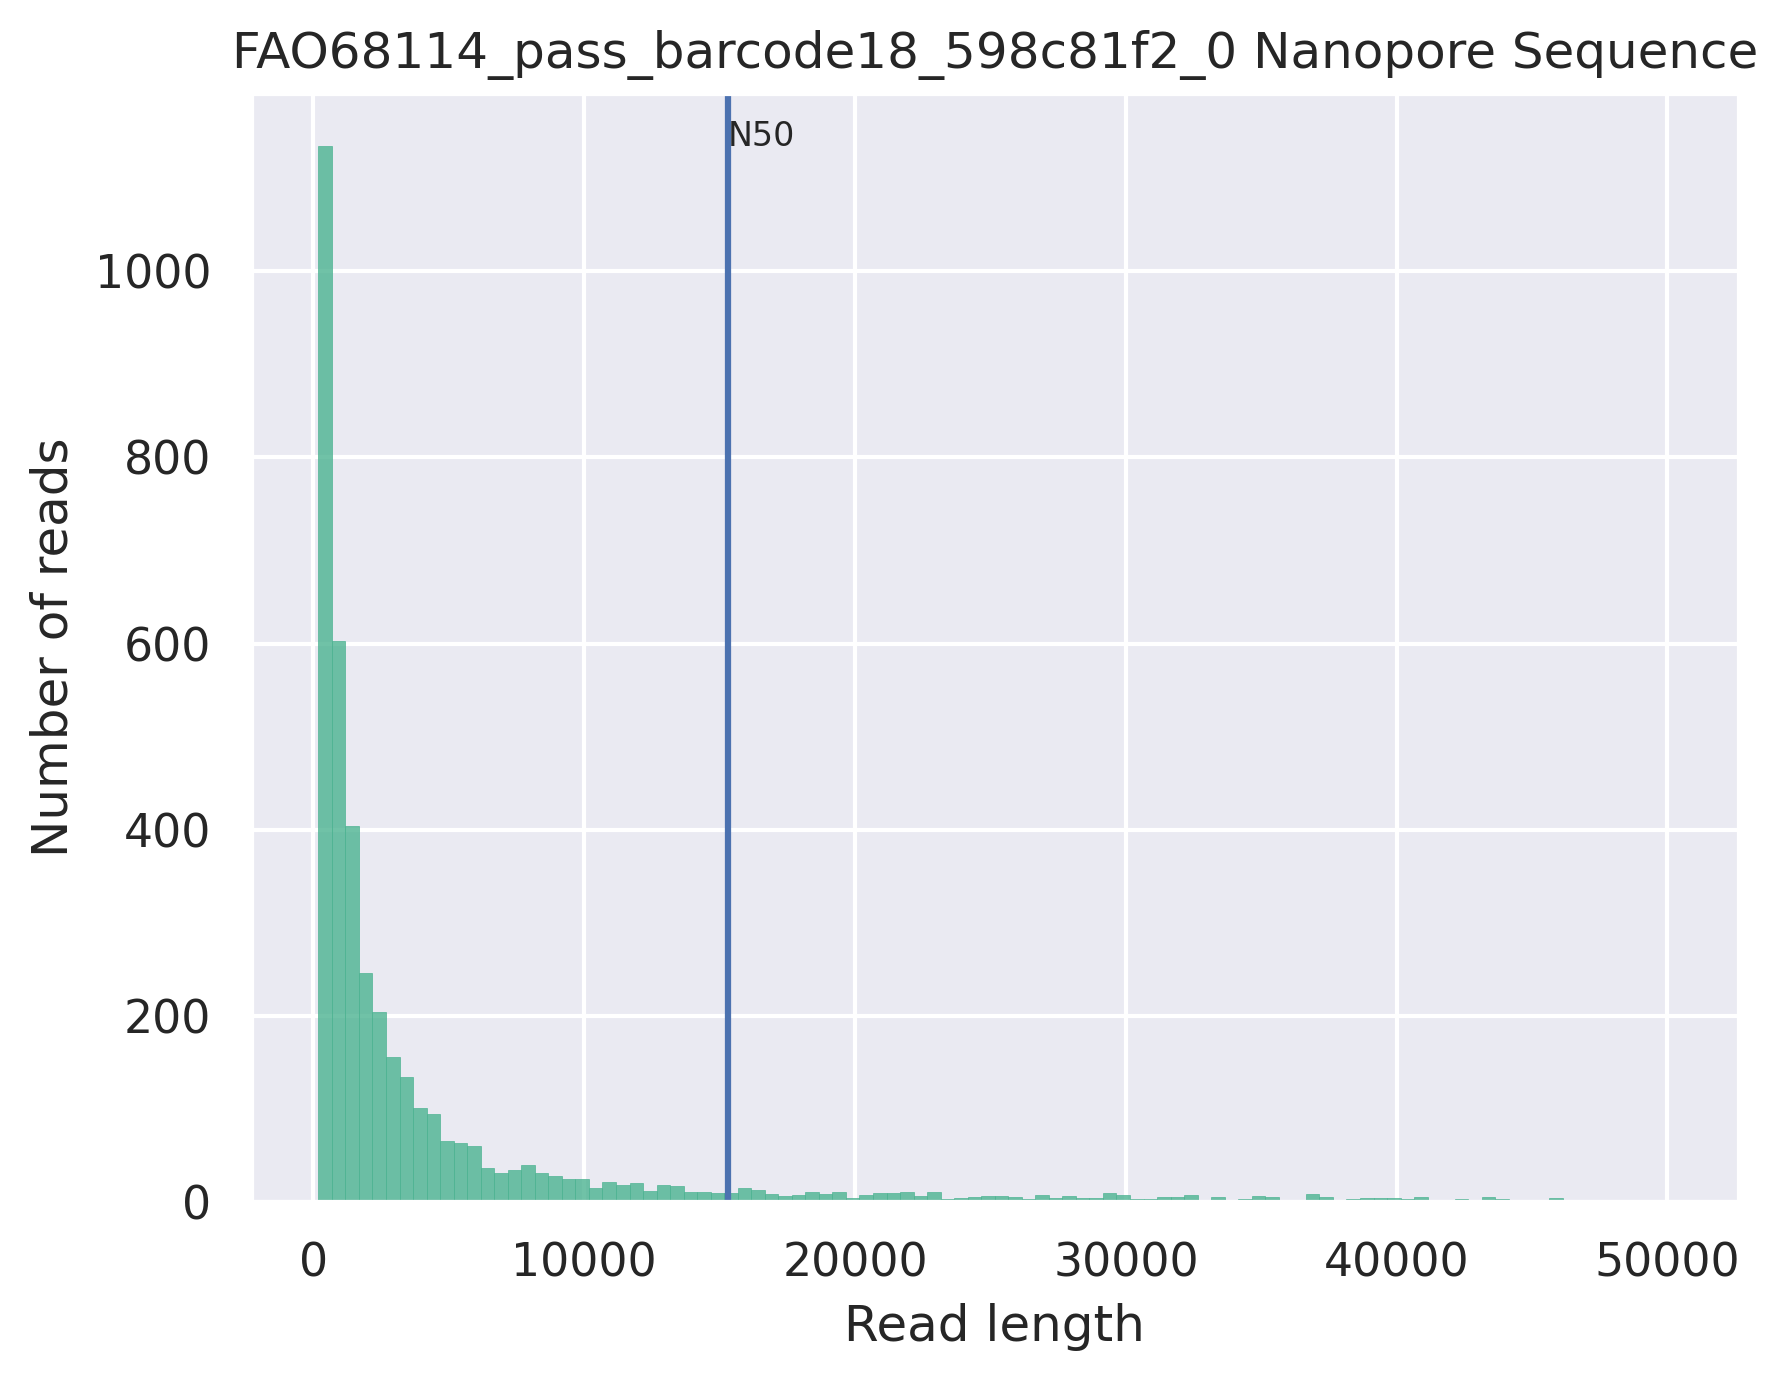 FAO68114_pass_barcode18_598c81f2_0 Nanopore Sequence
N50
Number of reads
1000
800
600
400
200
0
0 10000 20000 30000 40000 50000
Read length